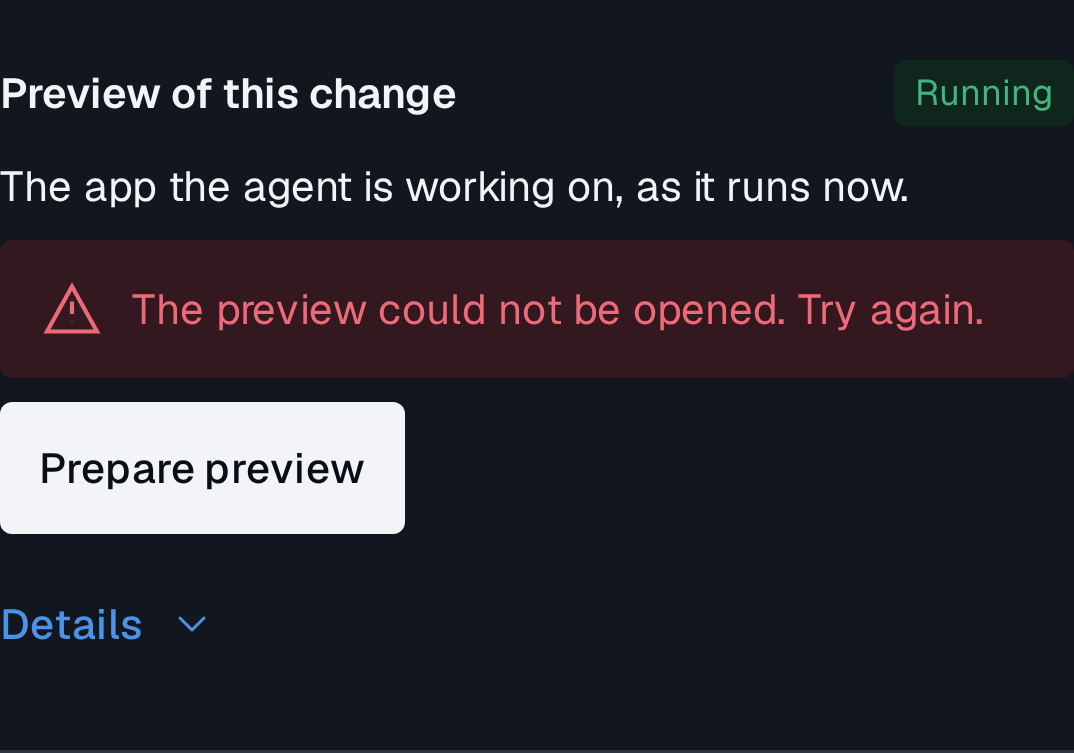 Preview of this change
Running
The app the agent is working on, as it runs now.
The preview could not be opened. Try again.
Prepare preview
Details